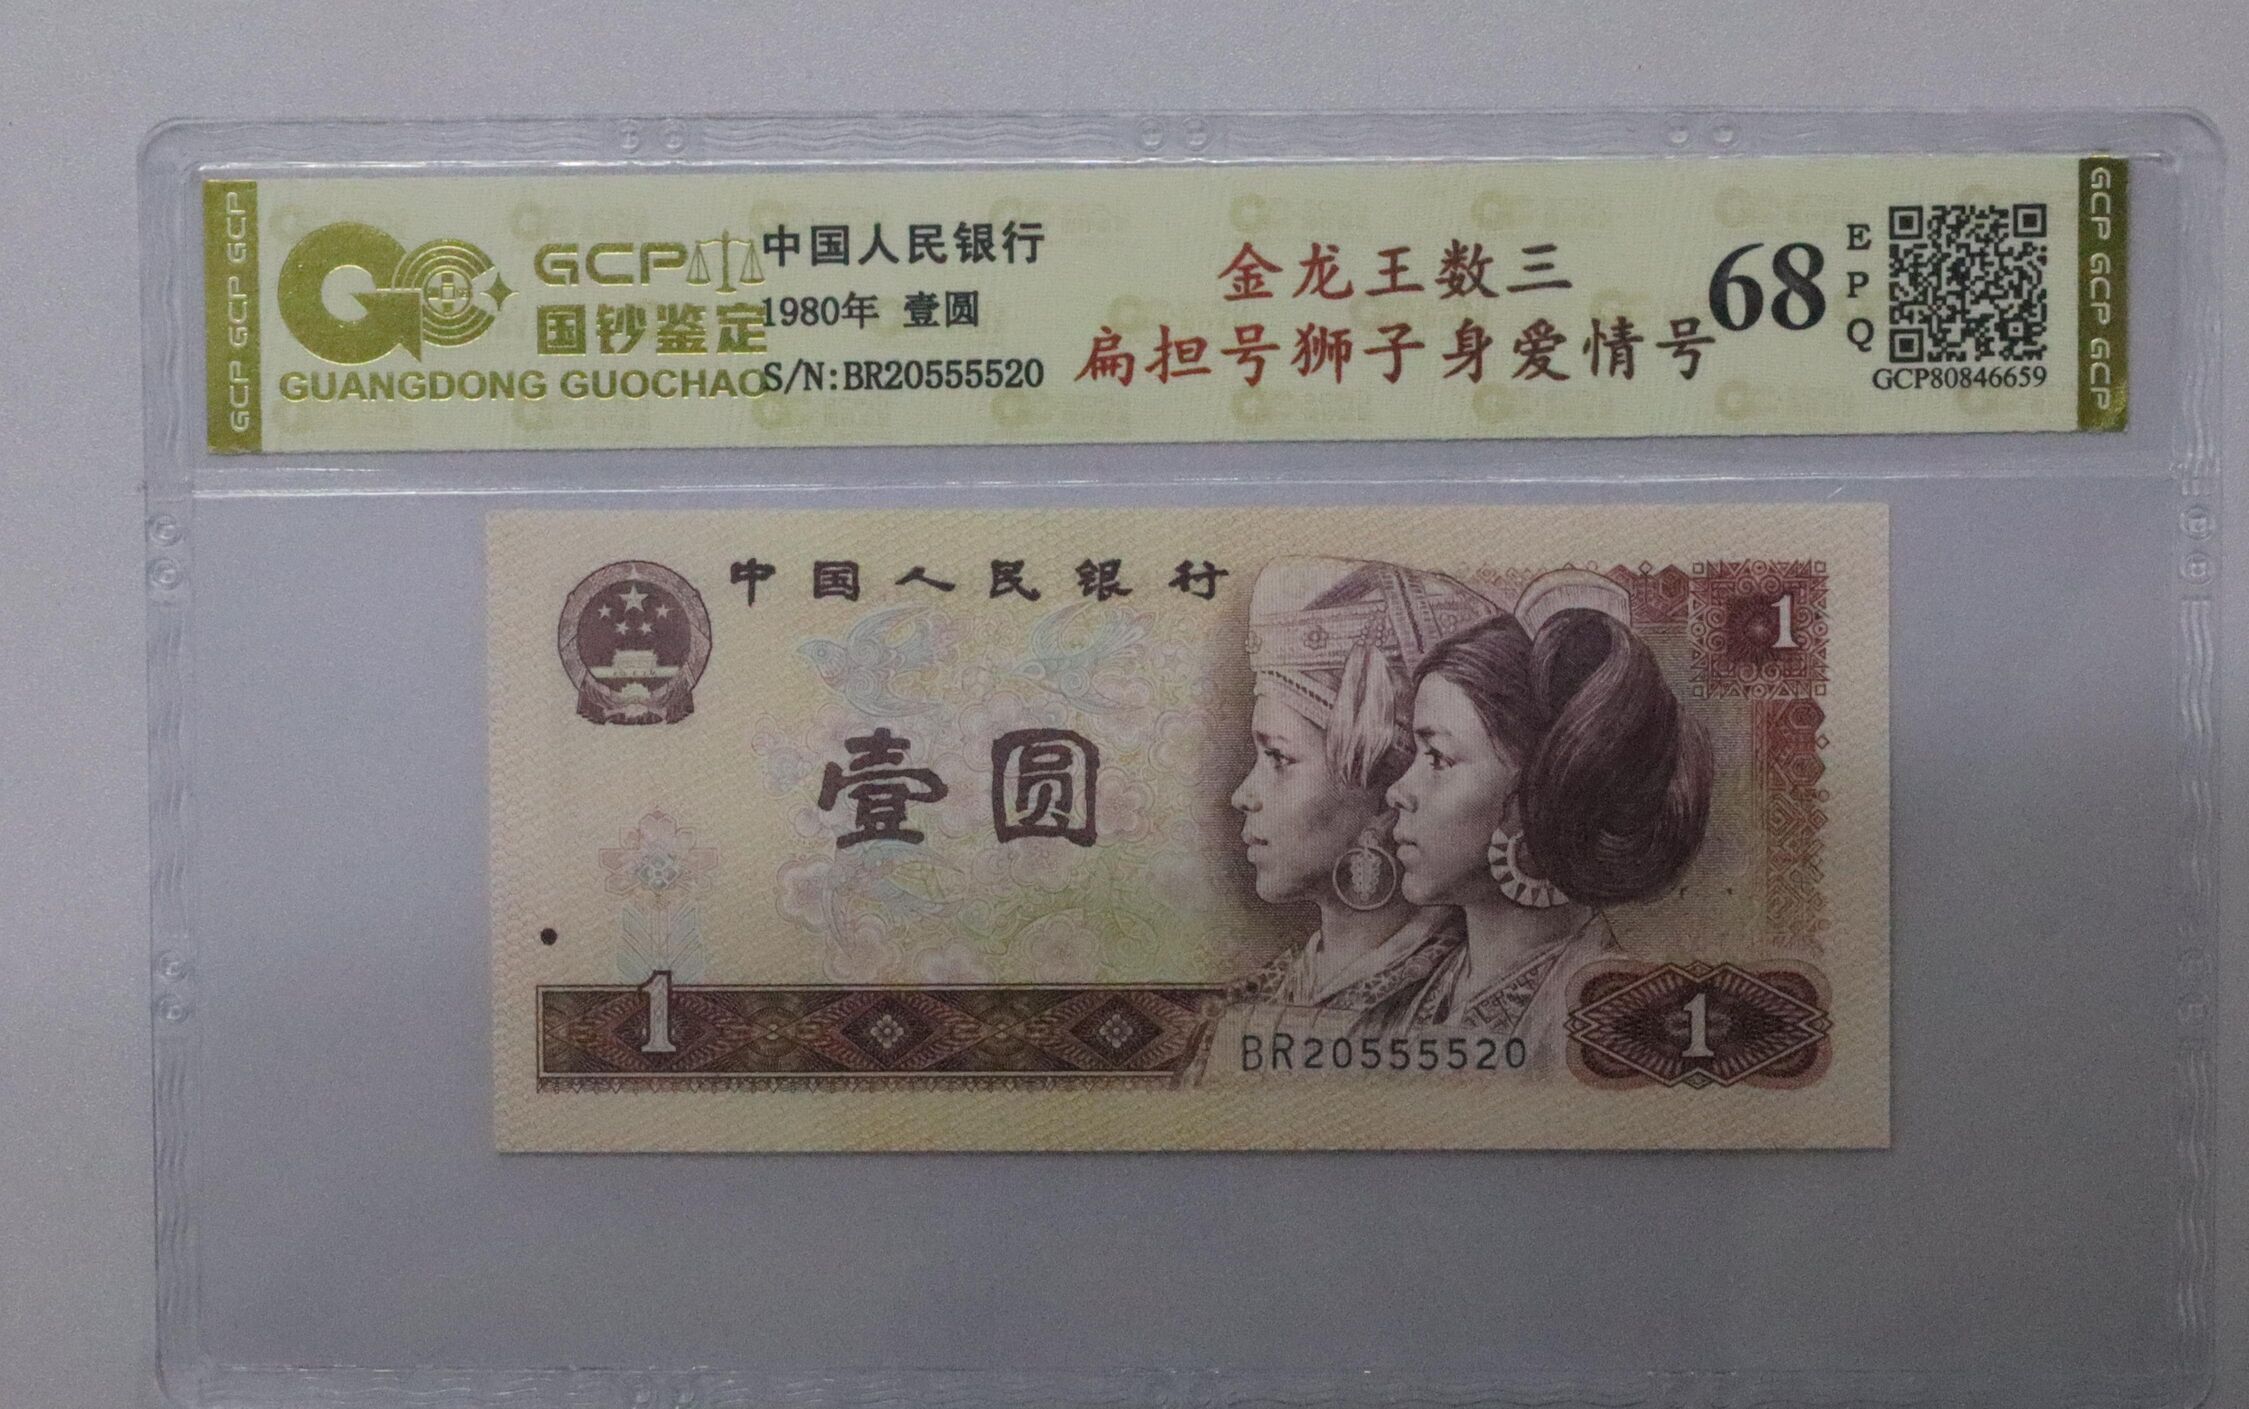 GCP GCP GCP
GCP
国钞鉴定
GUANGDONG GUOCHAO
中国人民银行
1980年 壹圆
S/N:BR20555520
金龙王数三
扁担号狮子身爱情号
68
EPQ
GCP80846659
GCP GCP GCP
中国人民银行
1
壹圆
1
BR20555520
1